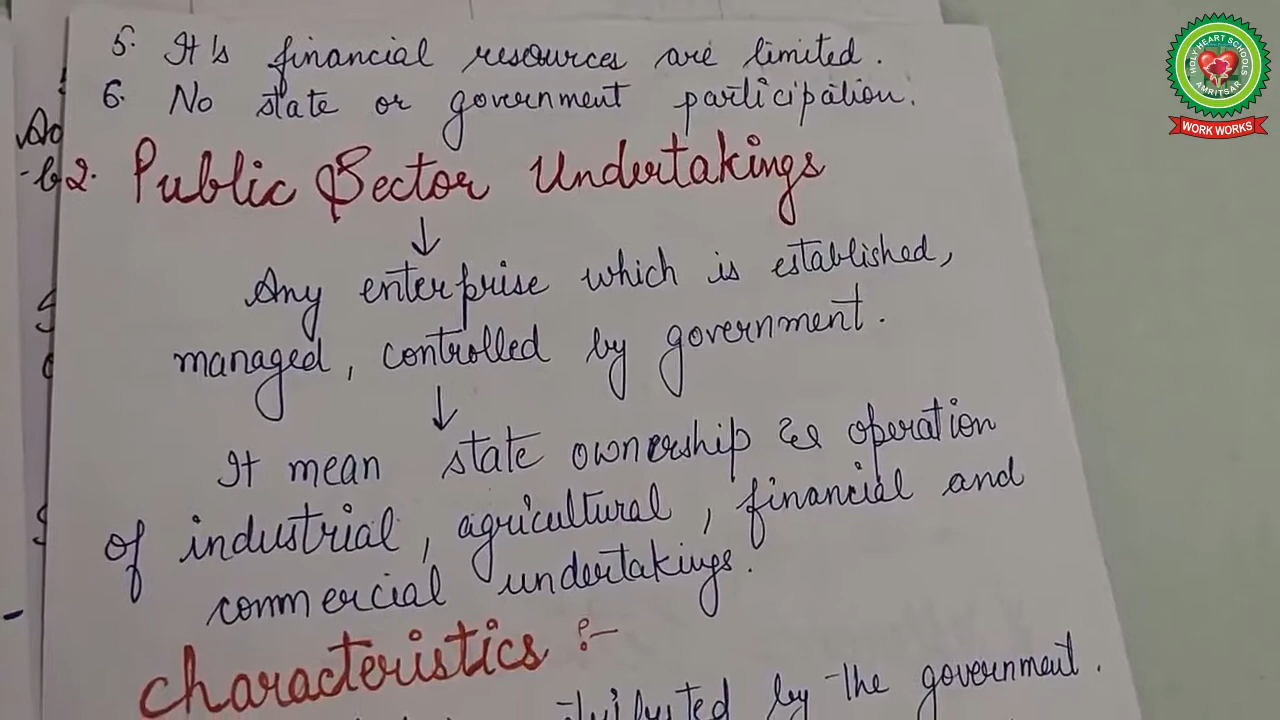 5. It's financial resources are limited.
6. No state or government participation.
2. Public Sector Undertakings
↓
Any enterprise which is established,
managed, controlled by government.
↓
It mean state ownership & operation
of industrial, agricultural, financial and
commercial undertakings.
Characteristics :-
by the government.
HOLY HEART SCHOOLS
AMRITSAR
WORK WORKS